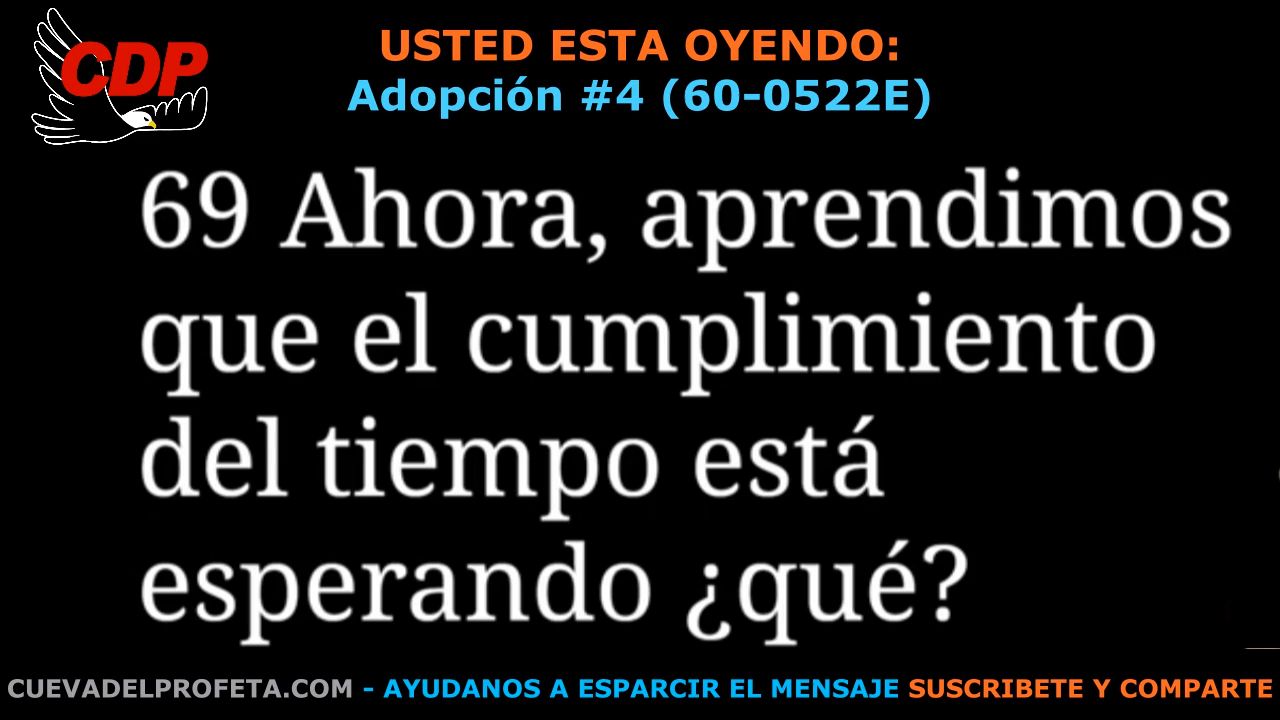 CDP
USTED ESTA OYENDO:
Adopción #4 (60-0522E)
69 Ahora, aprendimos
que el cumplimiento
del tiempo está
esperando ¿qué?
CUEVADELPROFETA.COM - AYUDANOS A ESPARCIR EL MENSAJE SUSCRIBETE Y COMPARTE